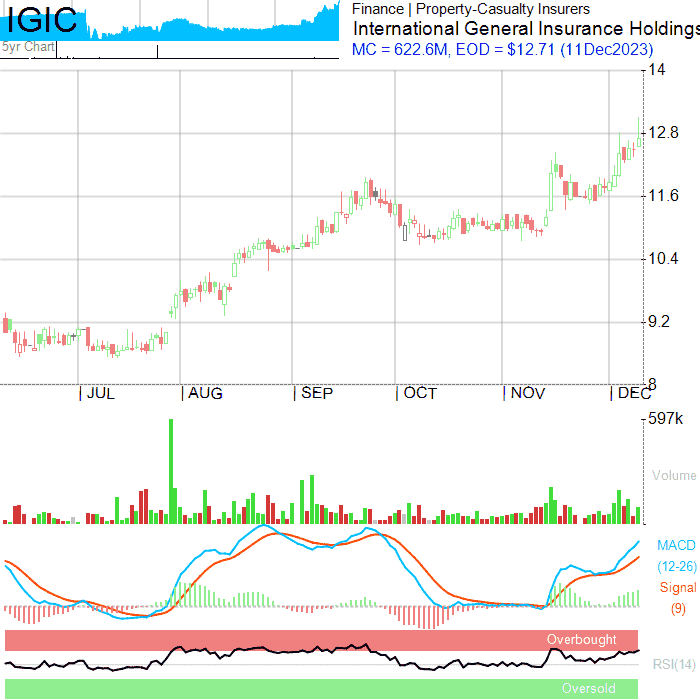 IGIC
5yr Chart
Finance | Property-Casualty Insurers
International General Insurance Holdings
MC = 622.6M, EOD = $12.71 (11Dec2023)
14
12.8
11.6
10.4
9.2
8
| JUL | AUG | SEP | OCT | NOV | DEC
597k
Volume
MACD
(12-26)
Signal
(9)
Overbought
RSI(14)
Oversold